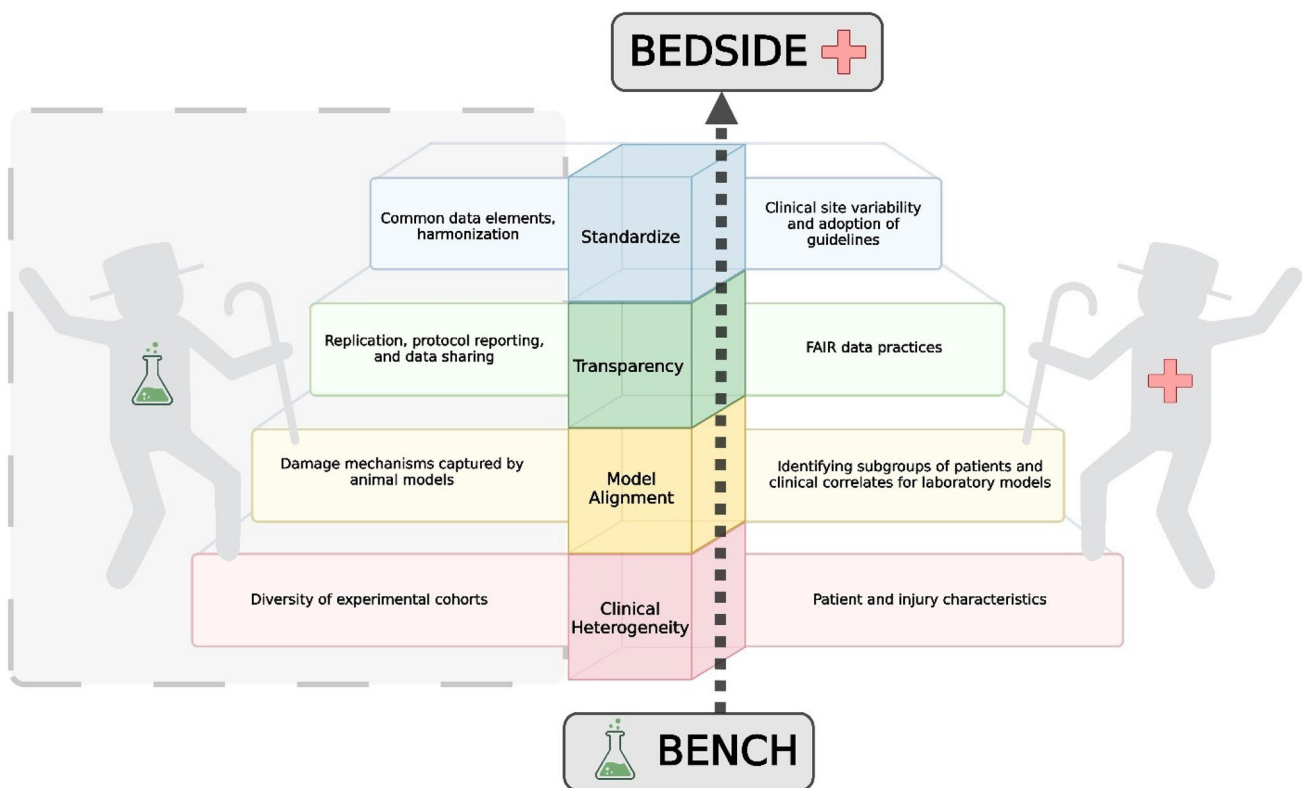 BEDSIDE
Common data elements,
harmonization
Standardize
Clinical site variability
and adoption of
guidelines
Replication, protocol reporting,
and data sharing
Transparency
FAIR data practices
Damage mechanisms captured by
animal models
Model
Alignment
Identifying subgroups of patients and
clinical correlates for laboratory models
Diversity of experimental cohorts
Clinical
Heterogeneity
Patient and injury characteristics
BENCH